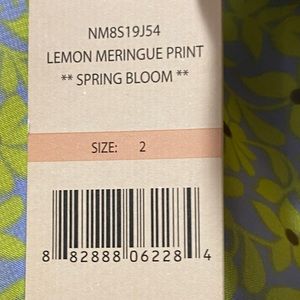 NM8S19J54
LEMON MERINGUE PRINT
** SPRING BLOOM **
SIZE: 2
8 82888 06228 4